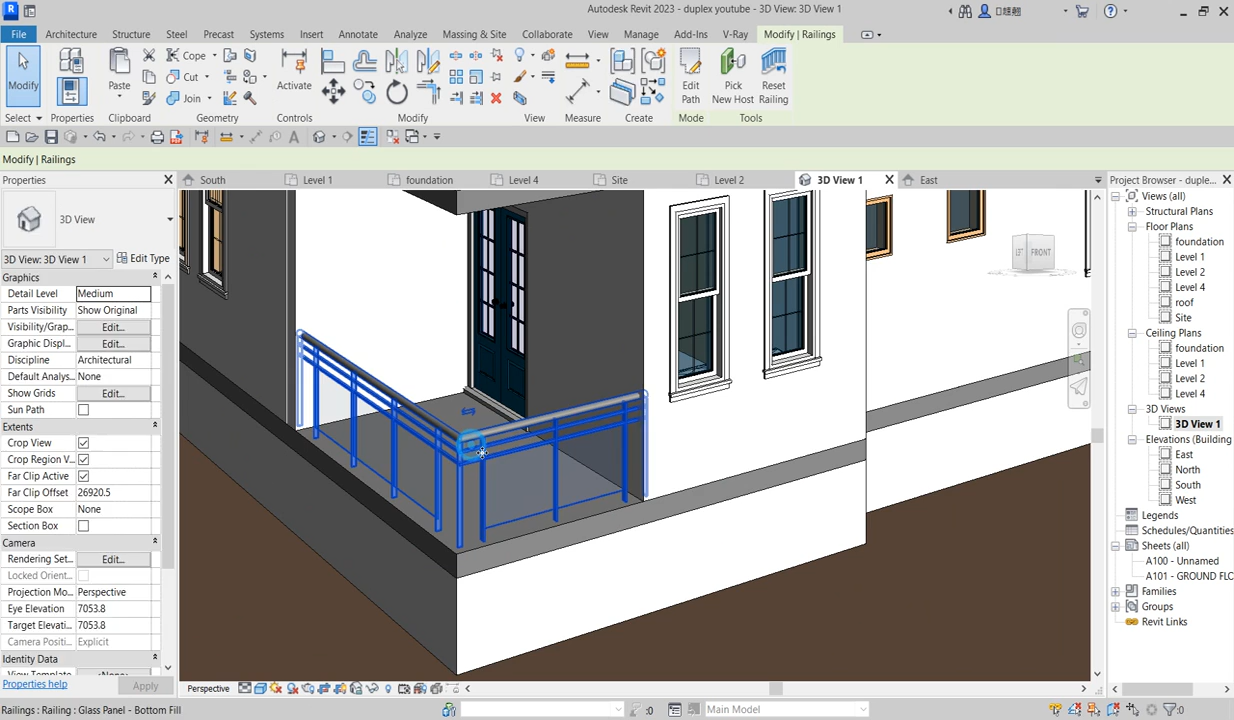 Autodesk Revit 2023 - duplex youtube - 3D View: 3D View 1
File Architecture Structure Steel Precast Systems Insert Annotate Analyze Massing & Site Collaborate View Manage Add-Ins V-Ray Modify | Railings
Modify Properties Paste Cope Cut Join Activate Edit Path Pick New Host Reset Railing
Select Properties Clipboard Geometry Controls Modify View Measure Create Mode Tools
Modify | Railings
Properties
South Level 1 foundation Level 4 Site Level 2 3D View 1 East
Project Browser - duple...
3D View
3D View: 3D View 1 Edit Type
Graphics
Detail Level Medium
Parts Visibility Show Original
Visibility/Grap... Edit...
Graphic Displ... Edit...
Discipline Architectural
Default Analys... None
Show Grids Edit...
Sun Path
Extents
Crop View
Crop Region V...
Far Clip Active
Far Clip Offset 26920.5
Scope Box None
Section Box
Camera
Rendering Set... Edit...
Locked Orient...
Projection Mo... Perspective
Eye Elevation 7053.8
Target Elevati... 7053.8
Camera Positi... Explicit
Identity Data
Properties help Apply
FRONT
Views (all)
Structural Plans
Floor Plans
foundation
Level 1
Level 2
Level 4
roof
Site
Ceiling Plans
foundation
Level 1
Level 2
Level 4
3D Views
3D View 1
Elevations (Building
East
North
South
West
Legends
Schedules/Quantities
Sheets (all)
A100 - Unnamed
A101 - GROUND FLO
Families
Groups
Revit Links
Perspective
Railings : Railing : Glass Panel - Bottom Fill
:0 Main Model :0